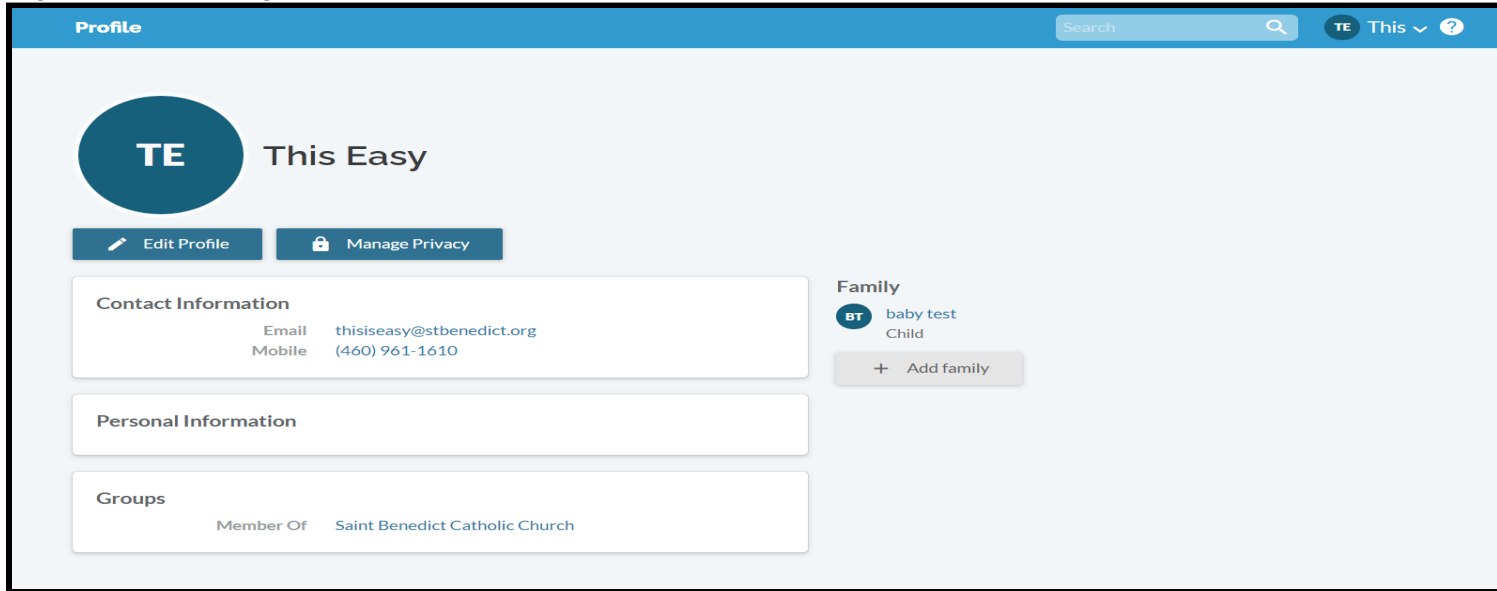 Profile
Search
TE This ?
TE
This Easy
Edit Profile
Manage Privacy
Contact Information
Email thisiseasy@stbenedict.org
Mobile (460) 961-1610
Personal Information
Groups
Member Of Saint Benedict Catholic Church
Family
BT baby test
Child
+ Add family